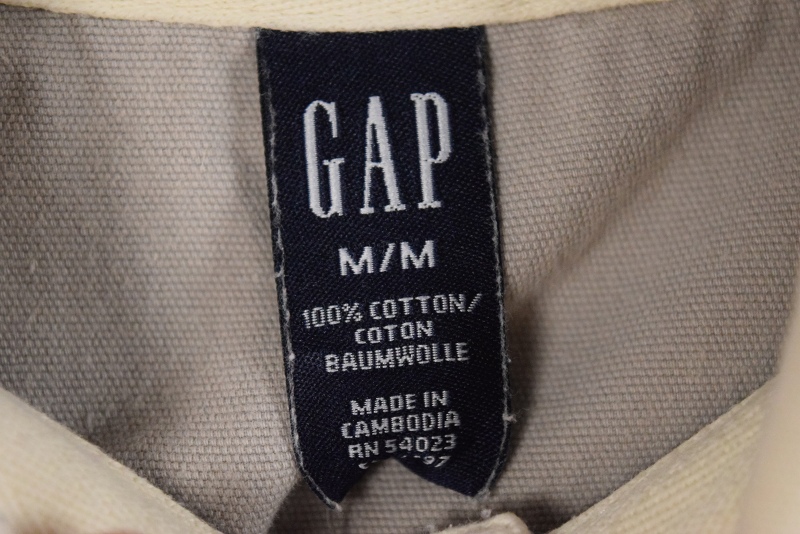 GAP
M/M
100% COTTON/
COTON
BAUMWOLLE
MADE IN
CAMBODIA
RN 54023